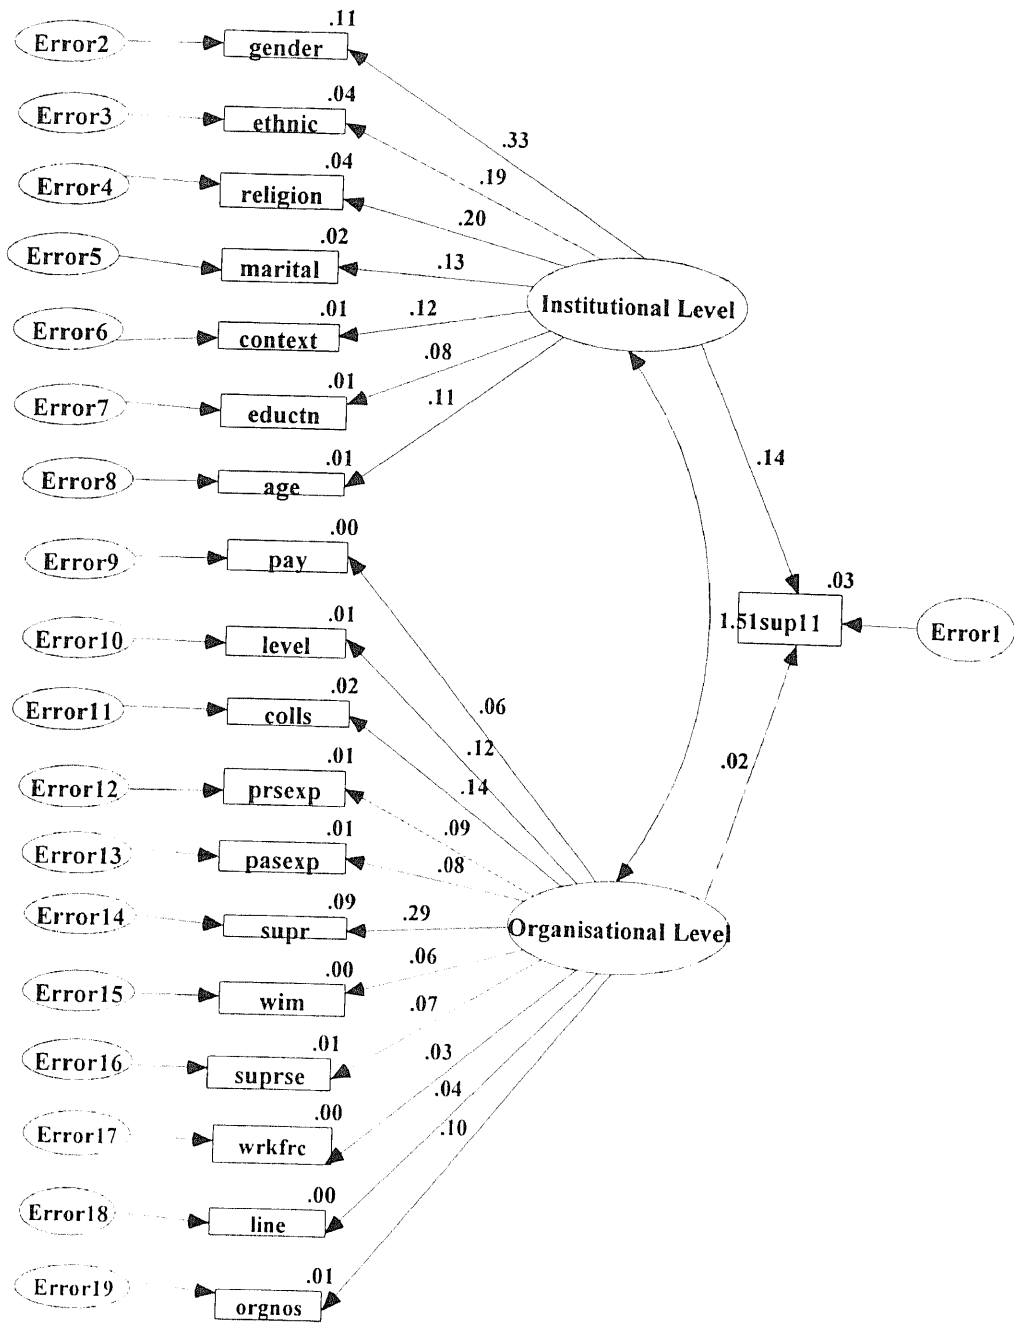 .11
Error2
gender
.04
Error3
ethnic
.33
.04
.19
Error4
religion
.20
.02
Error5
marital
.13
.01
.12
Institutional Level
Error6
context
.08
.01
Error7
eductn
.11
.01
.14
Error8
age
.00
Error9
pay
.03
.01
1.51sup11
Error1
Error10
level
.02
.06
Error11
colls
.12
.01
.02
Error12
prsexp
.14
.01
.09
Error13
pasexp
.08
.09
.29
Error14
supr
Organisational Level
.00
.06
Error15
wim
.07
.01
.03
Error16
suprse
.04
.00
.10
Error17
wrkfrc
.00
Error18
line
.01
Error19
orgnos